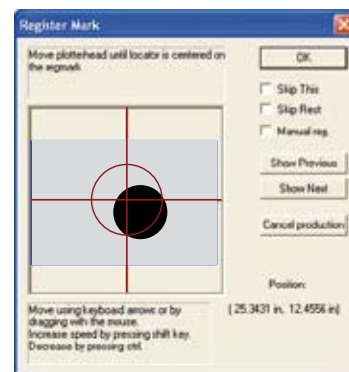 Register Mark
Move plotterhead until locator is centered on
the regmark
OK
Skip This
Skip Rest
Manual reg.
Show Previous
Show Next
Cancel production
Position:
( 25.3431 in, 12.4556 in)
Move using keyboard arrows or by
dragging with the mouse.
Increase speed by pressing shift key.
Decrease by pressing ctrl.